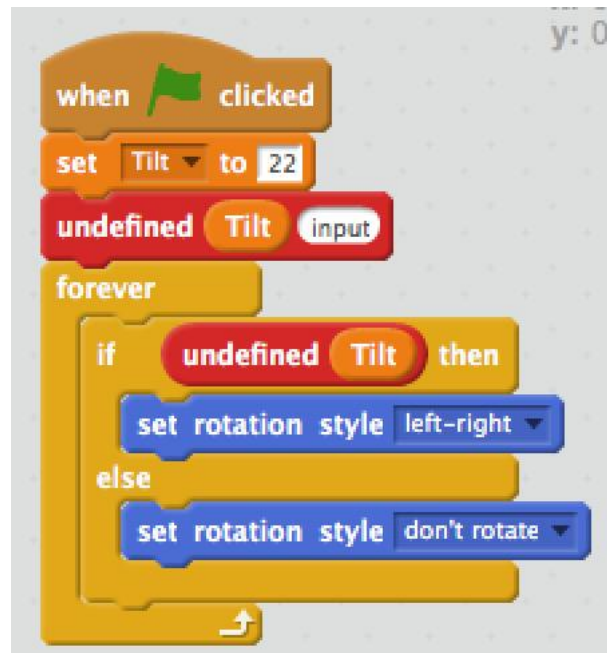 y: 0
when clicked
set Tilt to 22
undefined Tilt input
forever
if undefined Tilt then
set rotation style left-right
else
set rotation style don't rotate